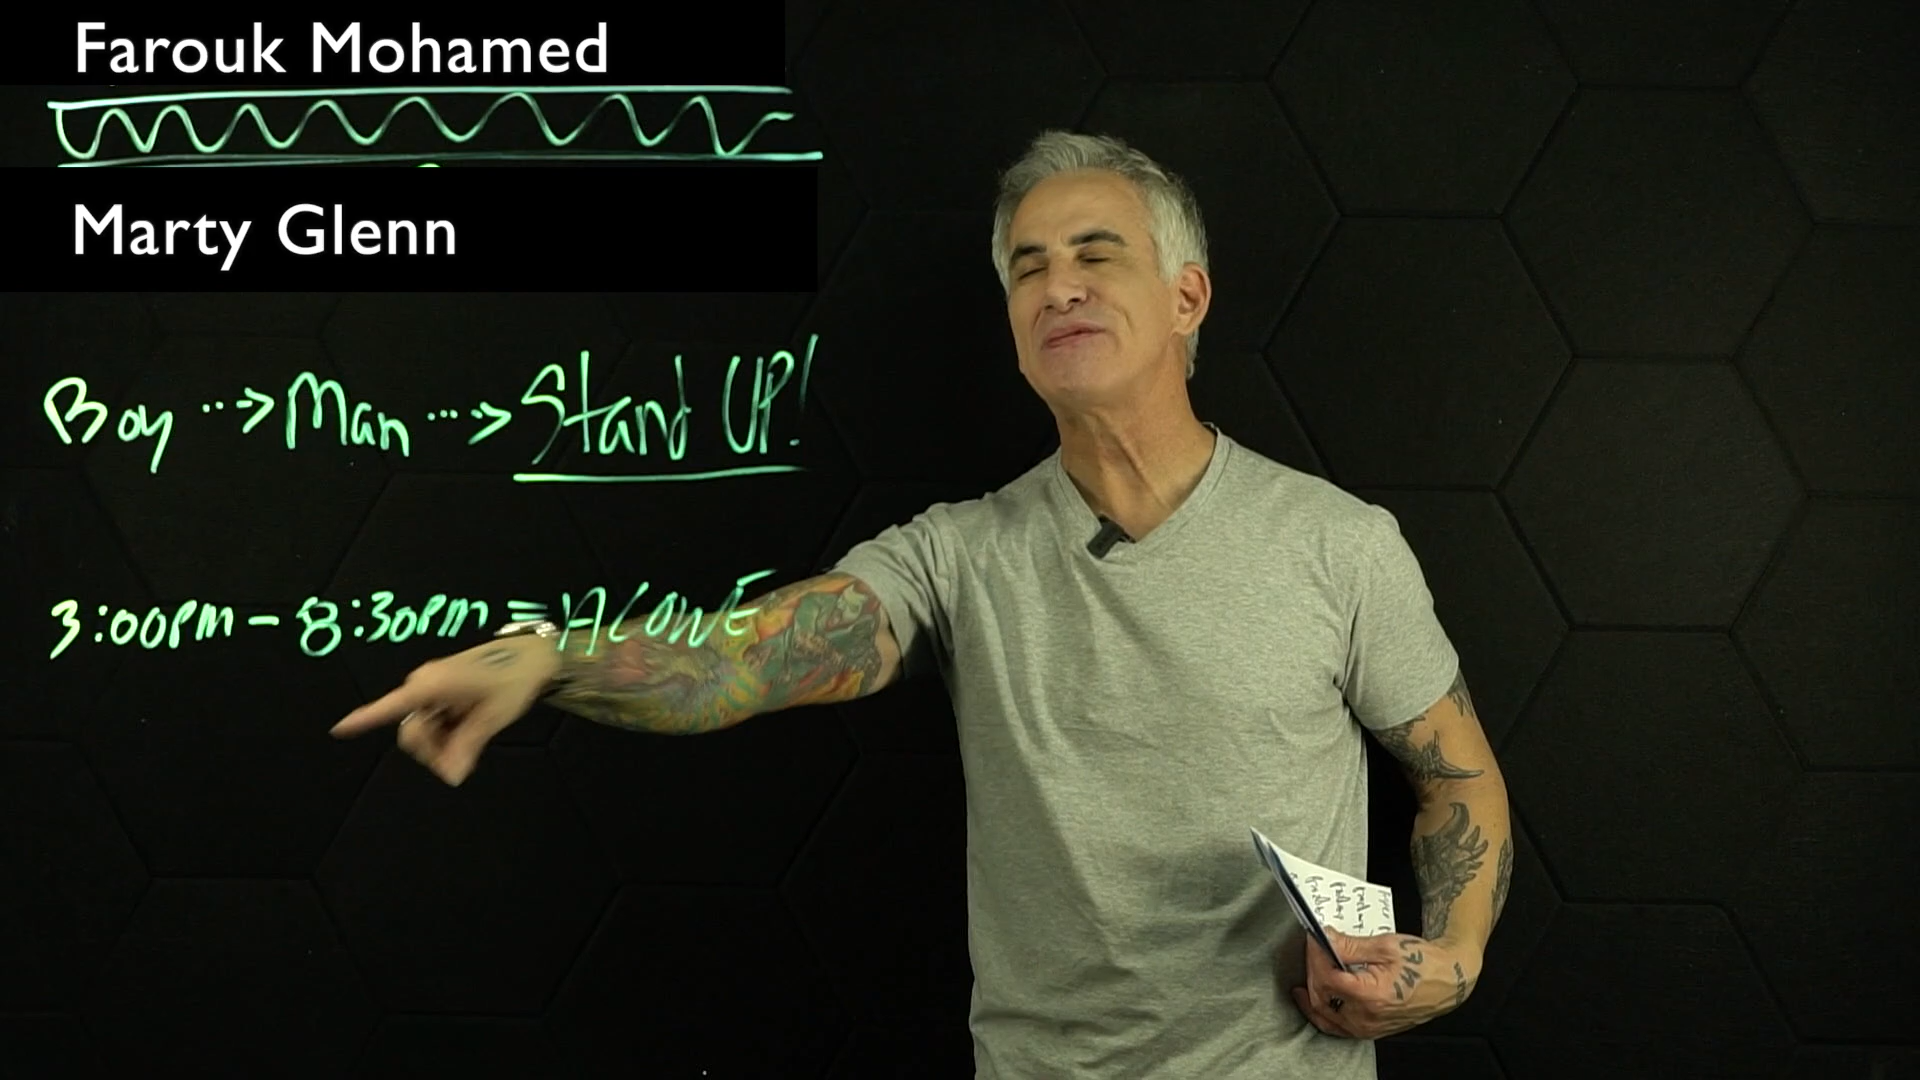 Farouk Mohamed
Marty Glenn
Boy ...> Man ...> Stand UP!
3:00PM - 8:30PM = ALONE